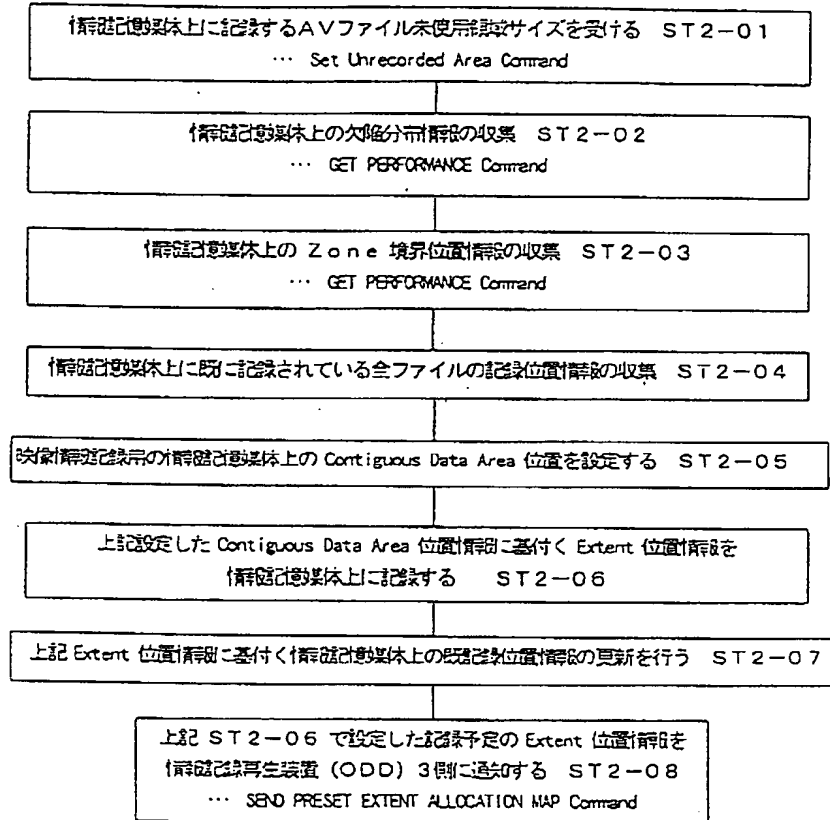 情報記憶媒体上に記録するAVファイル未使用領域サイズを受ける ST2-01
… Set Unrecorded Area Command
情報記憶媒体上の欠陥分布情報の収集 ST2-02
… GET PERFORMANCE Command
情報記憶媒体上の Zone 境界位置情報の収集 ST2-03
… GET PERFORMANCE Command
情報記憶媒体上に既に記録されている全ファイルの記録位置情報の収集 ST2-04
映像情報記録用の情報記憶媒体上の Contiguous Data Area 位置を設定する ST2-05
上記設定した Contiguous Data Area 位置情報に基付く Extent 位置情報を
情報記憶媒体上に記録する ST2-06
上記 Extent 位置情報に基付く情報記憶媒体上の既記録位置情報の更新を行う ST2-07
上記 ST2-06 で設定した記録予定の Extent 位置情報を
情報記録再生装置 (ODD) 3側に通知する ST2-08
… SEND PRESET EXTENT ALLOCATION MAP Command